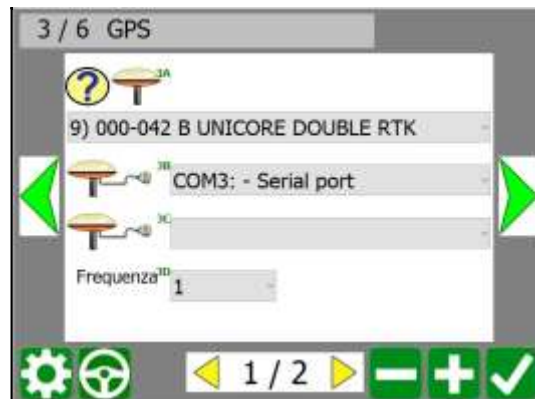 3 / 6 GPS
?
3A
9) 000-042 B UNICORE DOUBLE RTK
3B
COM3: - Serial port
3C
Frequenza
3D
1
1 / 2